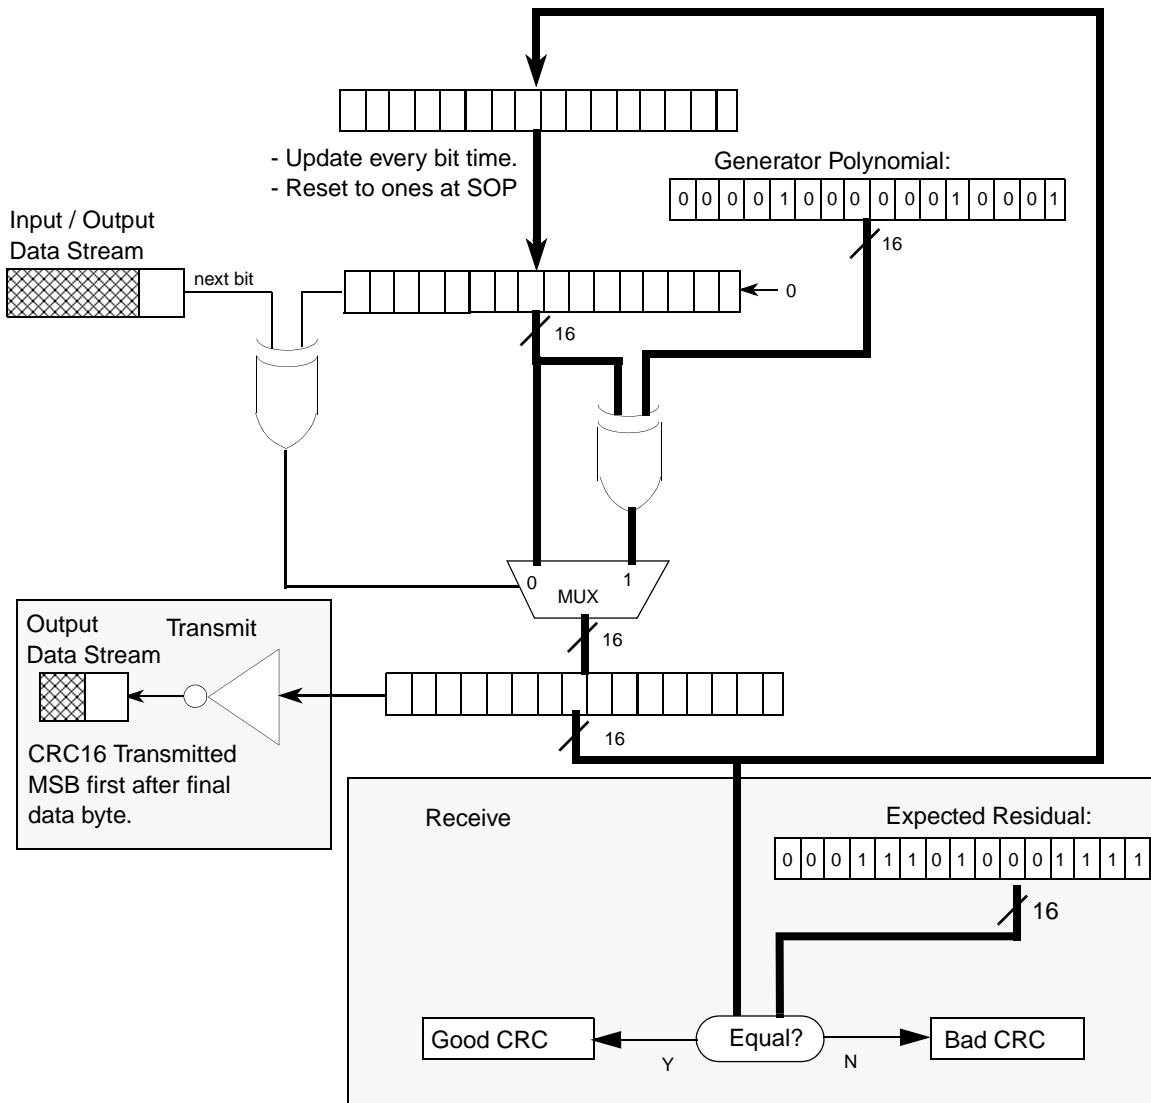 - Update every bit time.
- Reset to ones at SOP
Generator Polynomial:
0 0 0 0 1 0 0 0 0 0 0 1 0 0 0 1
16
Input / Output
Data Stream
next bit
0
16
0
1
MUX
16
Output
Data Stream
Transmit
CRC16 Transmitted
MSB first after final
data byte.
16
Receive
Expected Residual:
0 0 0 1 1 1 0 1 0 0 0 1 1 1 1
16
Good CRC
Y
Equal?
N
Bad CRC